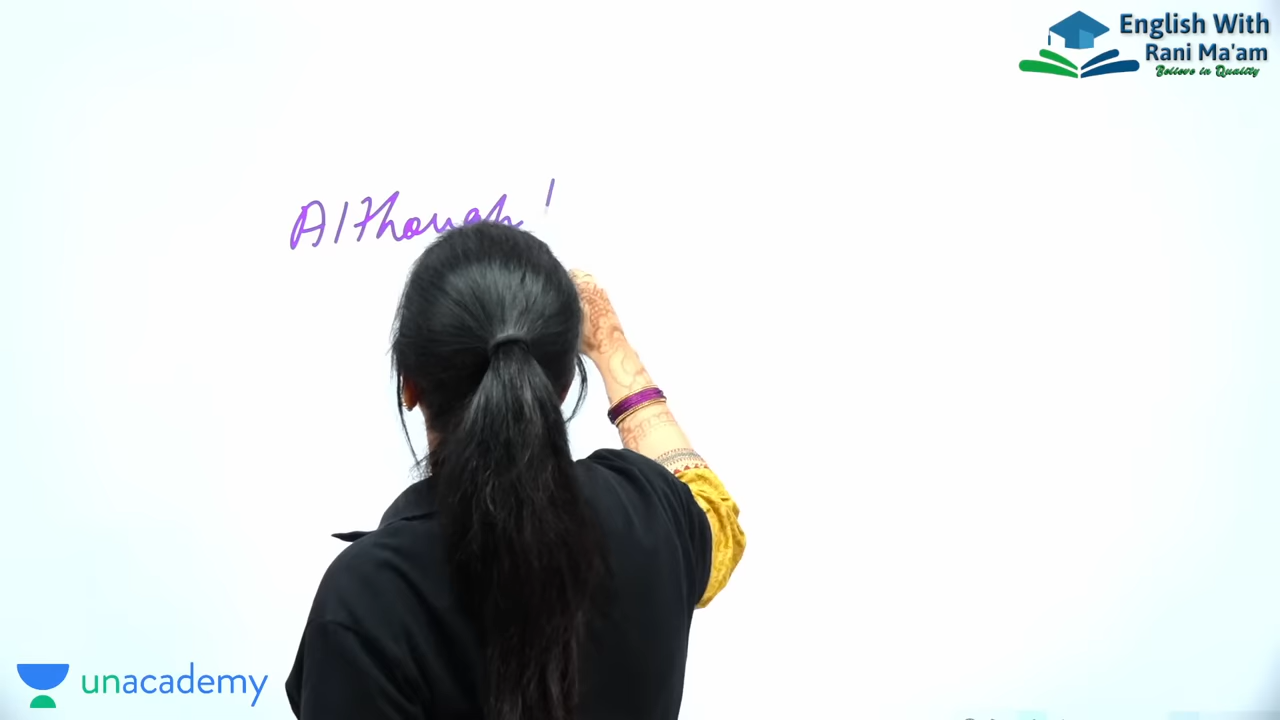 English With
Rani Ma'am
Believe in Quality
Although
unacademy